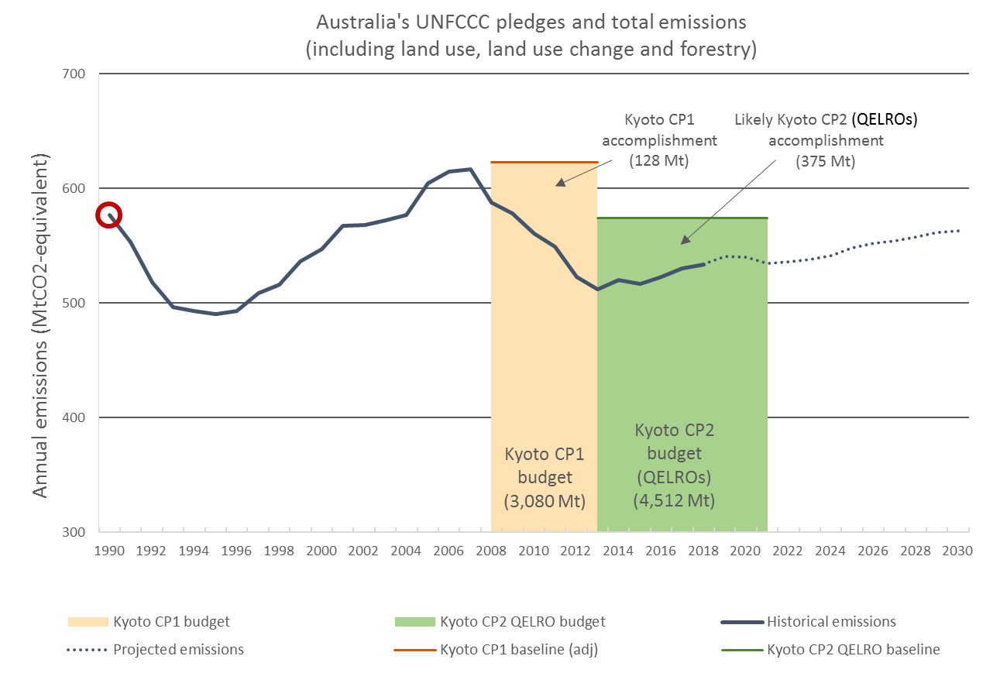 Australia's UNFCCC pledges and total emissions
(including land use, land use change and forestry)
Annual emissions (MtCO2-equivalent)
700
600
500
400
300
Kyoto CP1
accomplishment
(128 Mt)
Likely Kyoto CP2 (QELROs)
accomplishment
(375 Mt)
Kyoto CP1
budget
(3,080 Mt)
Kyoto CP2
budget
(QELROs)
(4,512 Mt)
1990 1992 1994 1996 1998 2000 2002 2004 2006 2008 2010 2012 2014 2016 2018 2020 2022 2024 2026 2028 2030
Kyoto CP1 budget
Kyoto CP2 QELRO budget
Historical emissions
Projected emissions
Kyoto CP1 baseline (adj)
Kyoto CP2 QELRO baseline